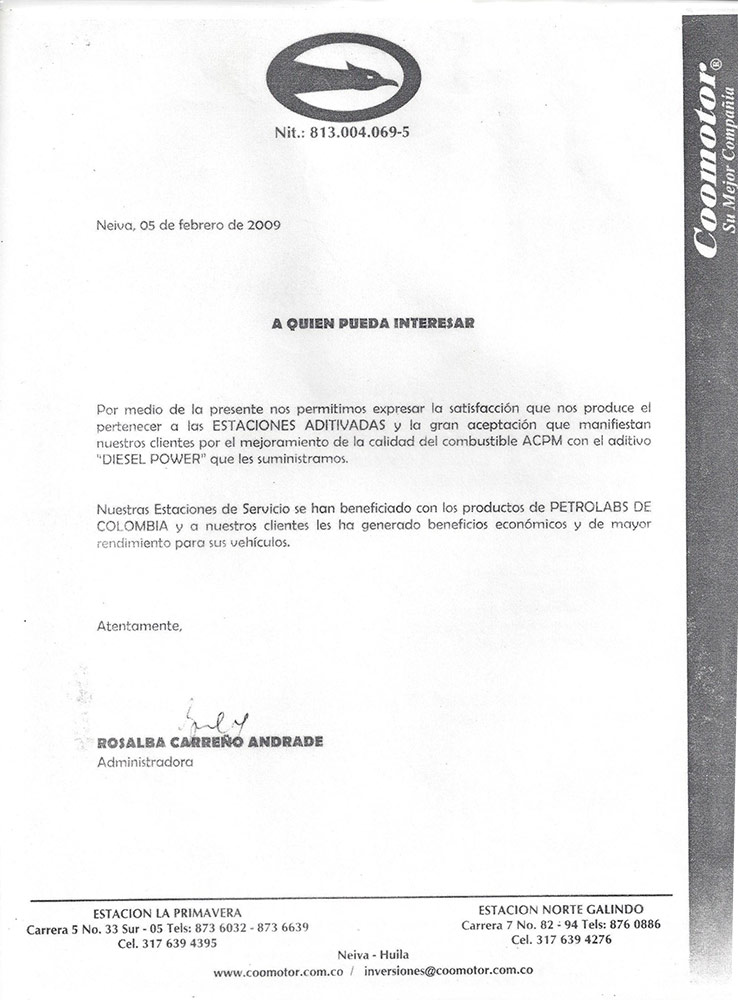 Nit.: 813.004.069-5
Coomotor®
Su Mejor Compañía
Neiva, 05 de febrero de 2009
A QUIEN PUEDA INTERESAR
Por medio de la presente nos permitimos expresar la satisfacción que nos produce el
pertenecer a las ESTACIONES ADITIVADAS y la gran aceptación que manifiestan
nuestros clientes por el mejoramiento de la calidad del combustible ACPM con el aditivo
"DIESEL POWER" que les suministramos.
Nuestras Estaciones de Servicio se han beneficiado con los productos de PETROLABS DE
COLOMBIA y a nuestros clientes les ha generado beneficios económicos y de mayor
rendimiento para sus vehículos.
Atentamente,
ROSALBA CARREÑO ANDRADE
Administradora
ESTACION LA PRIMAVERA
Carrera 5 No. 33 Sur - 05 Tels: 873 6032 - 873 6639
Cel. 317 639 4395
ESTACION NORTE GALINDO
Carrera 7 No. 82 - 94 Tels: 876 0886
Cel. 317 639 4276
Neiva - Huila
www.coomotor.com.co / inversiones@coomotor.com.co